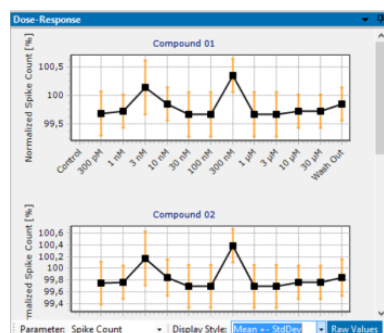 Dose-Response
Compound 01
Normalized Spike Count [%]
100,5
100
99,5
Control
300 pM
1 nM
3 nM
10 nM
30 nM
100 nM
300 nM
1 µM
3 µM
10 µM
30 µM
Wash Out
Compound 02
malized Spike Count [%]
100,6
100,4
100,2
100
99,8
99,6
99,4
Parameter: Spike Count Display Style: Mean +- StdDev Raw Values